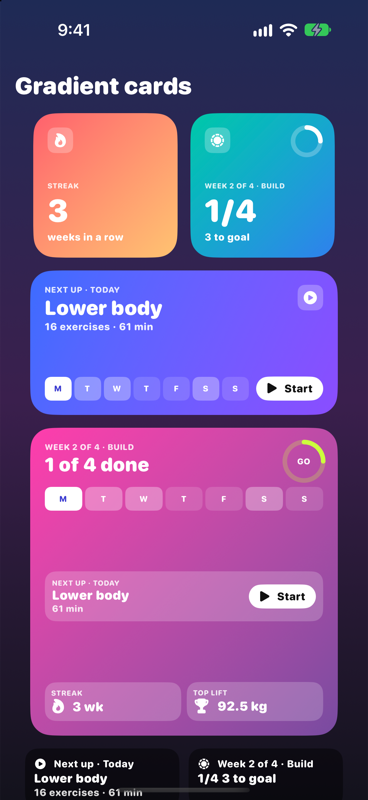 9:41
Gradient cards
STREAK
3
weeks in a row
WEEK 2 OF 4 · BUILD
1/4
3 to goal
NEXT UP · TODAY
Lower body
16 exercises · 61 min
M T W T F S S
Start
WEEK 2 OF 4 · BUILD
1 of 4 done
GO
M T W T F S S
NEXT UP · TODAY
Lower body
61 min
Start
STREAK
3 wk
TOP LIFT
92.5 kg
Next up · Today
Lower body
16 exercises · 61 min
Week 2 of 4 · Build
1/4 3 to goal